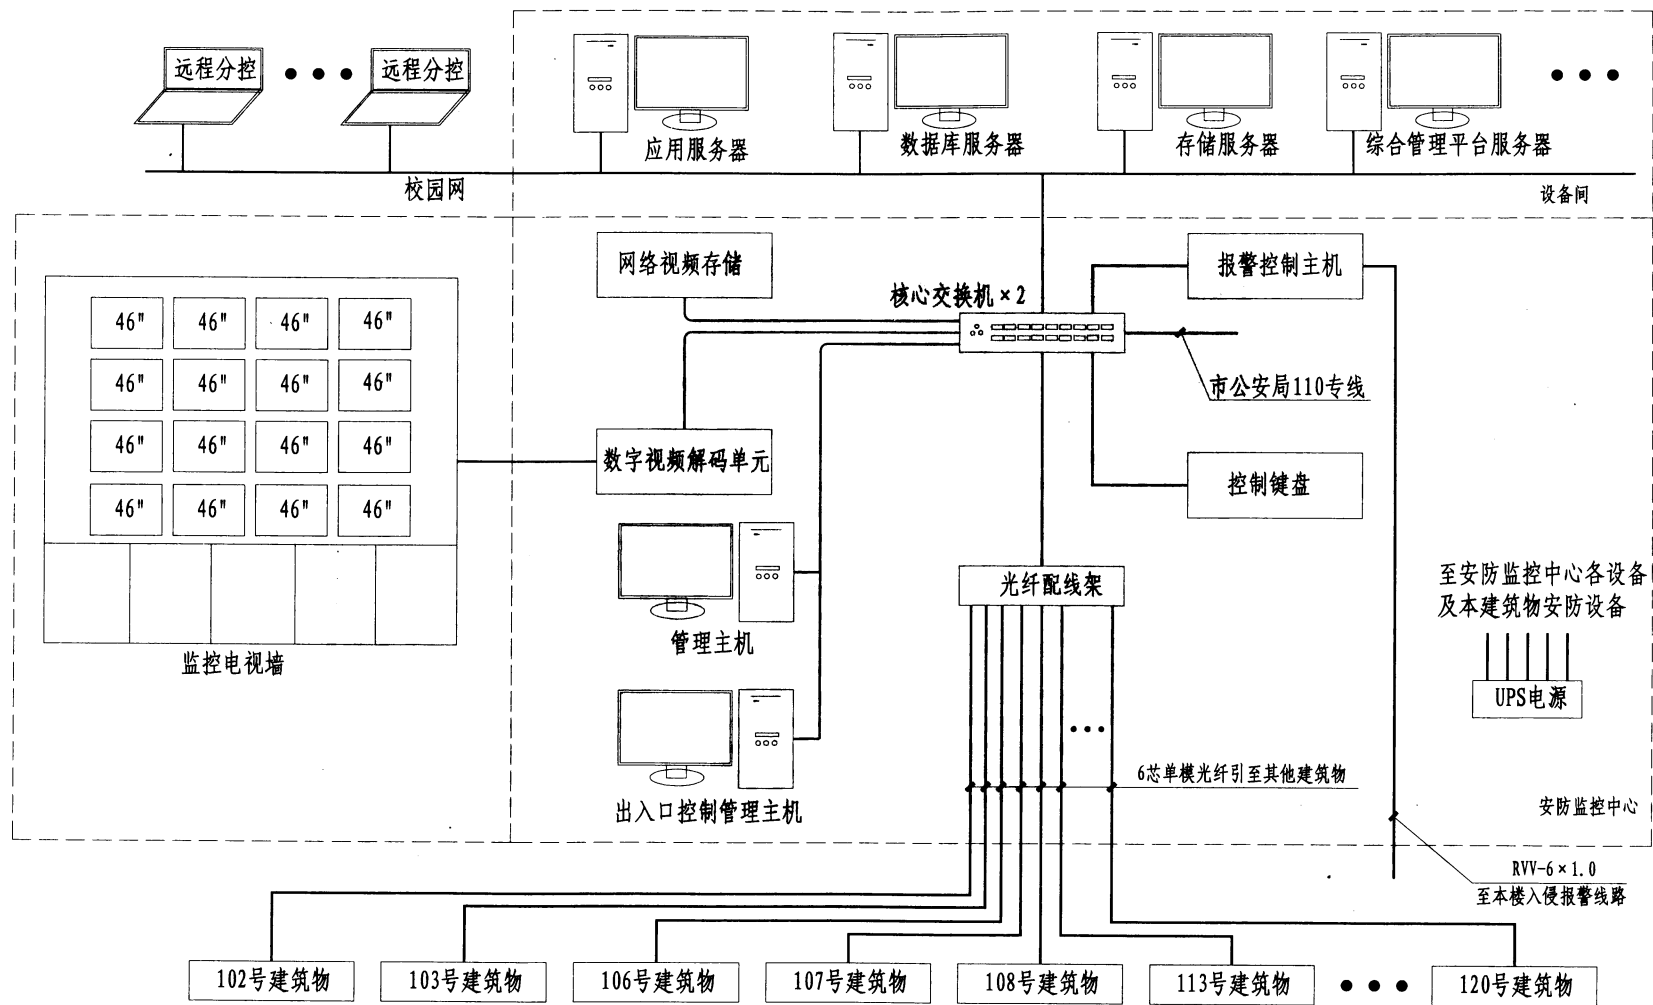 远程分控
远程分控
应用服务器
数据库服务器
存储服务器
综合管理平台服务器
校园网
设备间
网络视频存储
报警控制主机
核心交换机×2
46" 46" 46" 46"
46" 46" 46" 46"
市公安局110专线
46" 46" 46" 46"
数字视频解码单元
控制键盘
46" 46" 46" 46"
光纤配线架
至安防监控中心各设备
及本建筑物安防设备
管理主机
监控电视墙
UPS电源
6芯单模光纤引至其他建筑物
出入口控制管理主机
安防监控中心
RVV-6×1.0
至本楼入侵报警线路
102号建筑物
103号建筑物
106号建筑物
107号建筑物
108号建筑物
113号建筑物
120号建筑物